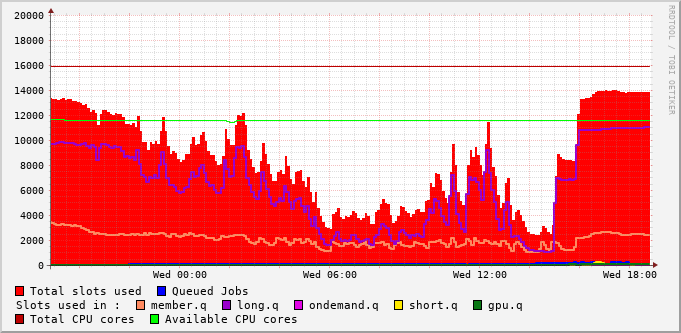 20000
18000
16000
14000
12000
10000
8000
6000
4000
2000
0
Wed 00:00 Wed 06:00 Wed 12:00 Wed 18:00
Total slots used Queued Jobs
Slots used in : member.q long.q ondemand.q short.q gpu.q
Total CPU cores Available CPU cores
RRDTOOL / TOBI OETIKER